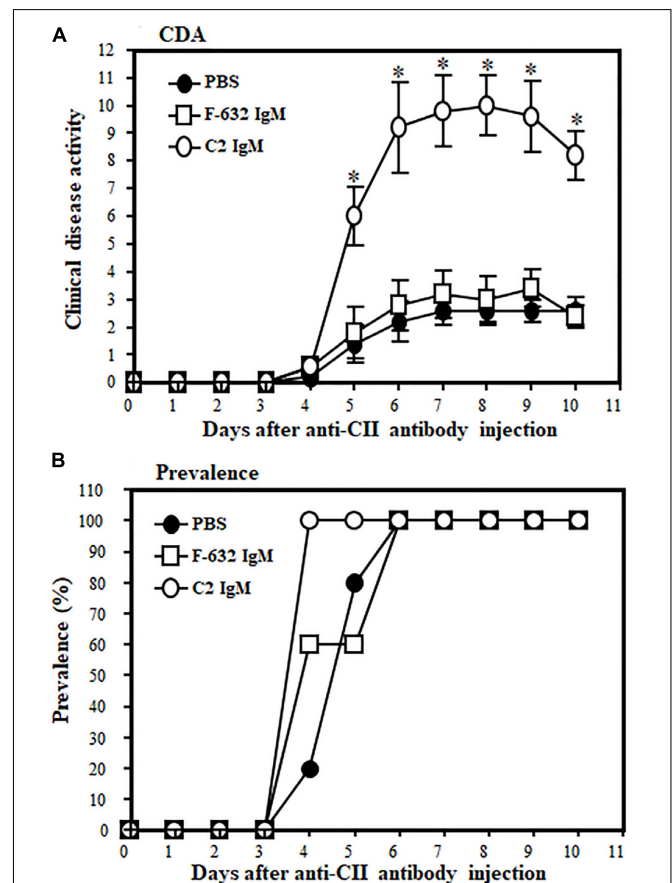 A
CDA
12
11
10
9
8
7
6
5
4
3
2
1
0
Clinical disease activity
PBS
F-632 IgM
C2 IgM
* * * * * *
0 1 2 3 4 5 6 7 8 9 10 11
Days after anti-CII antibody injection
B
Prevalence
110
100
90
80
70
60
50
40
30
20
10
0
Prevalence (%)
PBS
F-632 IgM
C2 IgM
0 1 2 3 4 5 6 7 8 9 10 11
Days after anti-CII antibody injection